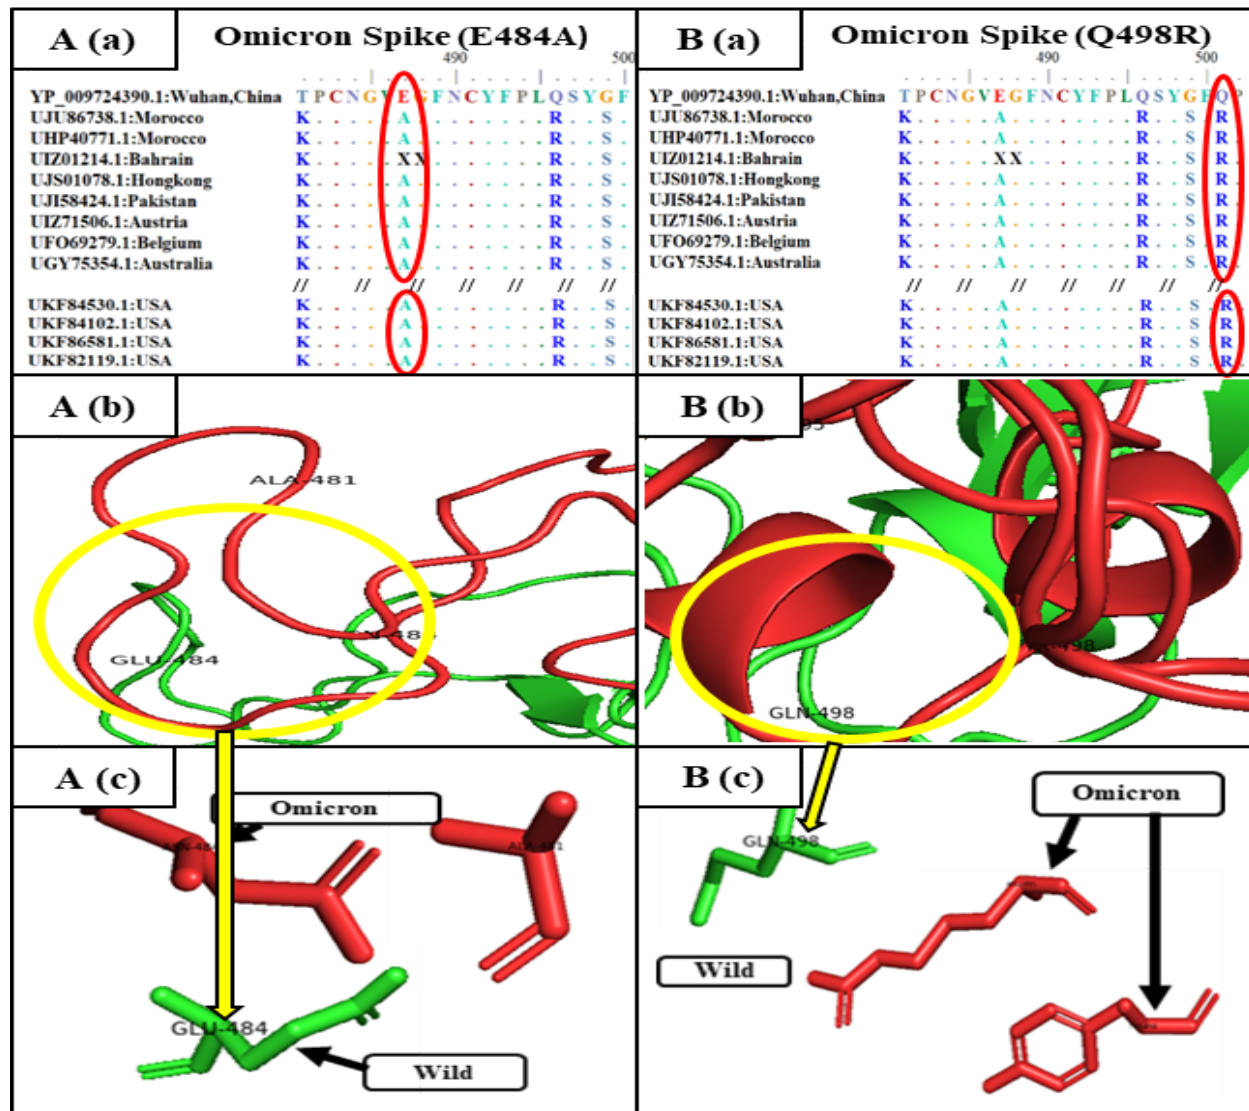 A (a)
Omicron Spike (E484A)
490
500
YP_009724390.1:Wuhan,China T P C N G V E G F N C Y F P L Q S Y G F
UJU86738.1:Morocco K . . . . . A . . . . . . . . R . . S .
UHP40771.1:Morocco K . . . . . A . . . . . . . . R . . S .
UIZ01214.1:Bahrain K . . . . . X X . . . . . . . R . . S .
UJS01078.1:Hongkong K . . . . . A . . . . . . . . R . . S .
UJI58424.1:Pakistan K . . . . . A . . . . . . . . R . . S .
UIZ71506.1:Austria K . . . . . A . . . . . . . . R . . S .
UFO69279.1:Belgium K . . . . . A . . . . . . . . R . . S .
UGY75354.1:Australia K . . . . . A . . . . . . . . R . . S .
// // // // // //
UKF84530.1:USA K . . . . . A . . . . . . . . R . . S .
UKF84102.1:USA K . . . . . A . . . . . . . . R . . S .
UKF86581.1:USA K . . . . . A . . . . . . . . R . . S .
UKF82119.1:USA K . . . . . A . . . . . . . . R . . S .
B (a)
Omicron Spike (Q498R)
490
500
YP_009724390.1:Wuhan,China T P C N G V E G F N C Y F P L Q S Y G F Q P
UJU86738.1:Morocco K . . . . . A . . . . . . . . R . . S . R .
UHP40771.1:Morocco K . . . . . A . . . . . . . . R . . S . R .
UIZ01214.1:Bahrain K . . . . . X X . . . . . . . R . . S . R .
UJS01078.1:Hongkong K . . . . . A . . . . . . . . R . . S . R .
UJI58424.1:Pakistan K . . . . . A . . . . . . . . R . . S . R .
UIZ71506.1:Austria K . . . . . A . . . . . . . . R . . S . R .
UFO69279.1:Belgium K . . . . . A . . . . . . . . R . . S . R .
UGY75354.1:Australia K . . . . . A . . . . . . . . R . . S . R .
// // // // // // //
UKF84530.1:USA K . . . . . A . . . . . . . . R . . S . R .
UKF84102.1:USA K . . . . . A . . . . . . . . R . . S . R .
UKF86581.1:USA K . . . . . A . . . . . . . . R . . S . R .
UKF82119.1:USA K . . . . . A . . . . . . . . R . . S . R .
A (b)
ALA-481
GLU-484
B (b)
GLN-498
A (c)
Omicron
ALA-481
GLU-484
Wild
B (c)
Omicron
GLN-498
Wild